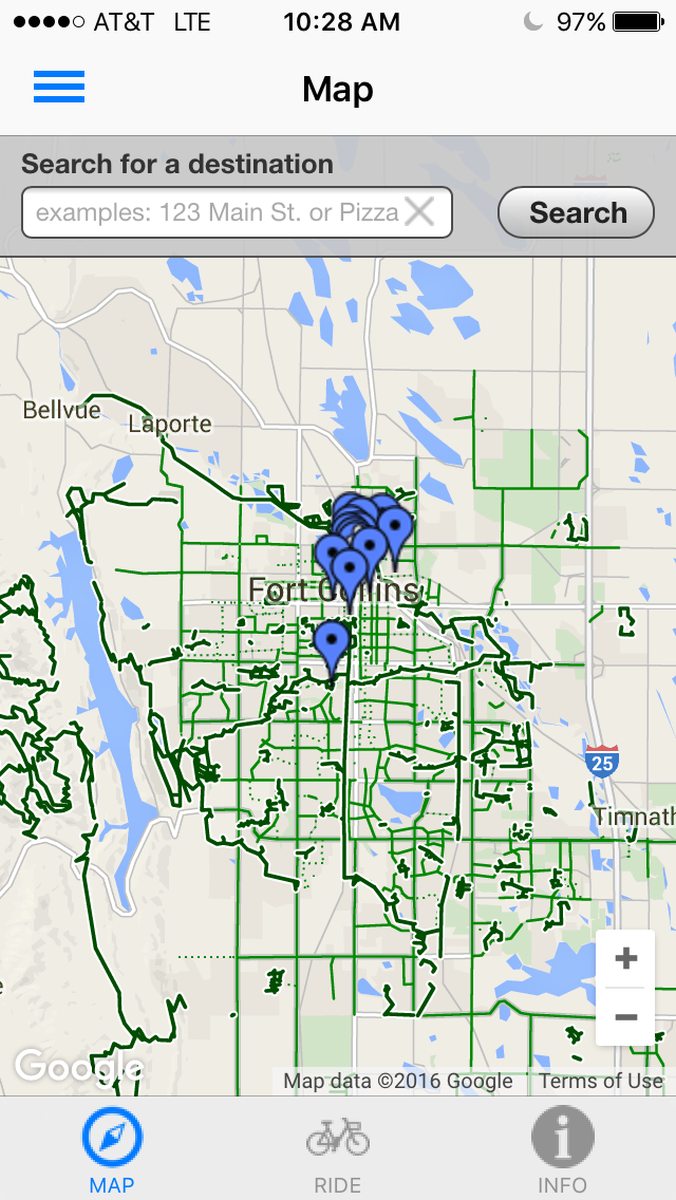 AT&T LTE 10:28 AM 97%
Map
Search for a destination
examples: 123 Main St. or Pizza
Search
Bellvue
Laporte
Fort Collins
25
Timnath
Google
Map data ©2016 Google Terms of Use
MAP RIDE INFO